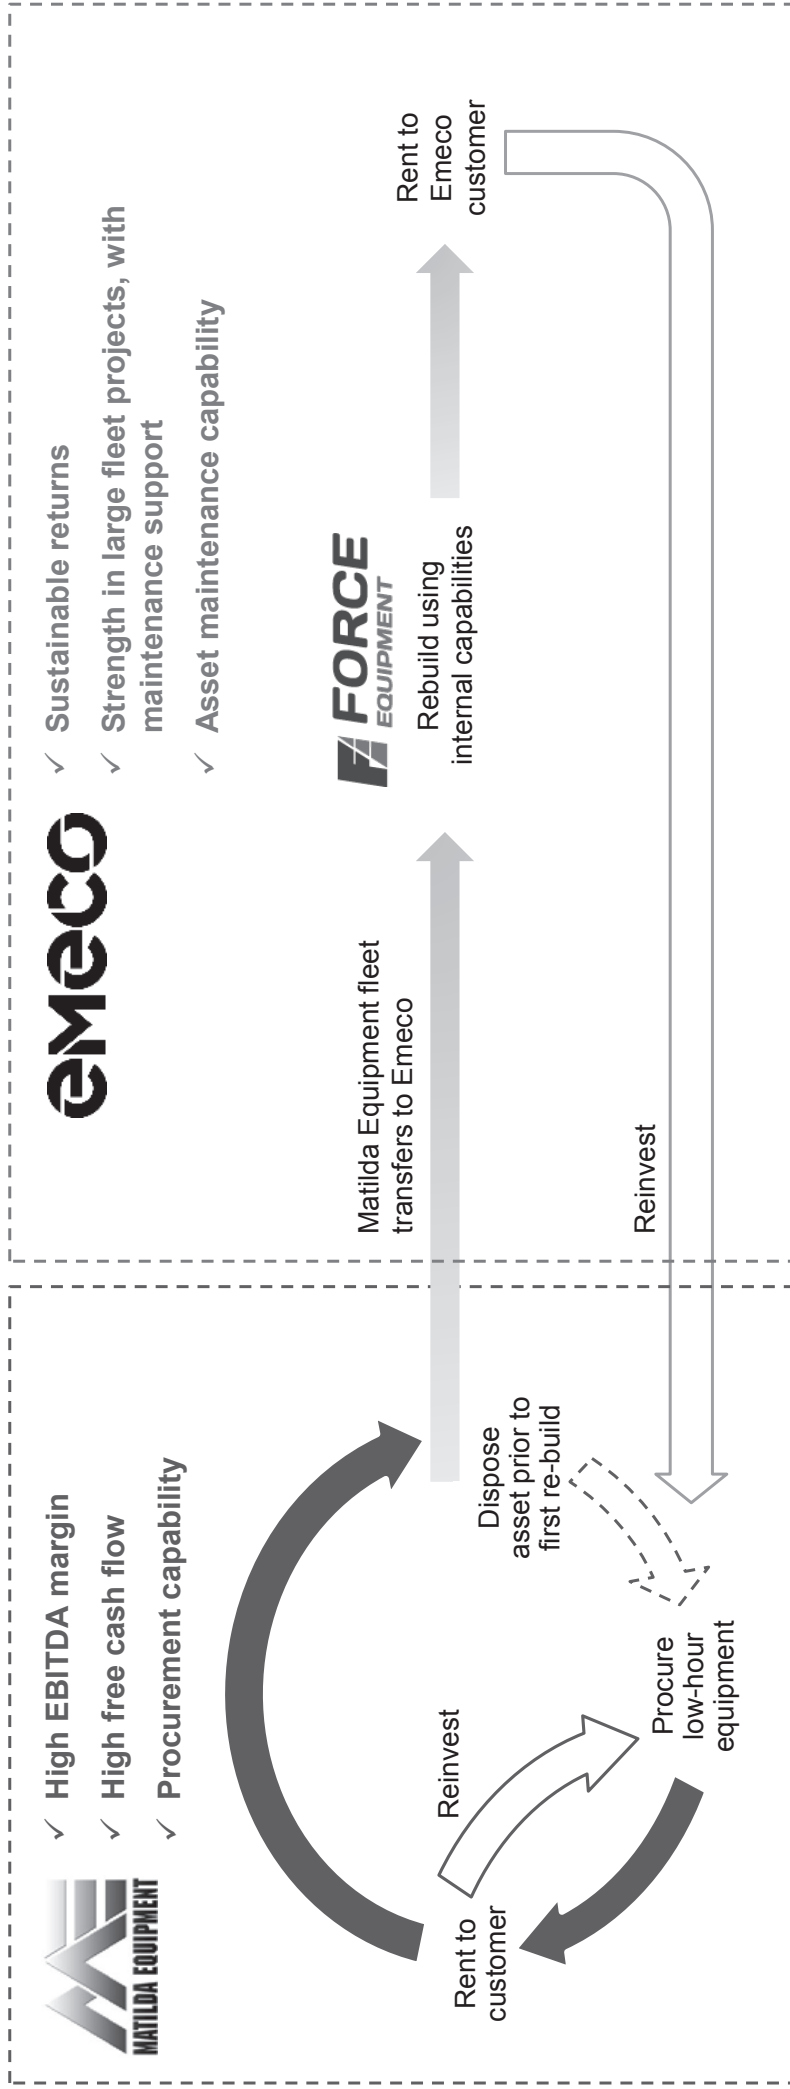 MATILDA EQUIPMENT
✓ High EBITDA margin
✓ High free cash flow
✓ Procurement capability
Rent to
customer
Reinvest
Procure
low-hour
equipment
Dispose
asset prior to
first re-build
emeco
✓ Sustainable returns
✓ Strength in large fleet projects, with
maintenance support
✓ Asset maintenance capability
Matilda Equipment fleet
transfers to Emeco
FORCE
EQUIPMENT
Rebuild using
internal capabilities
Rent to
Emeco
customer
Reinvest